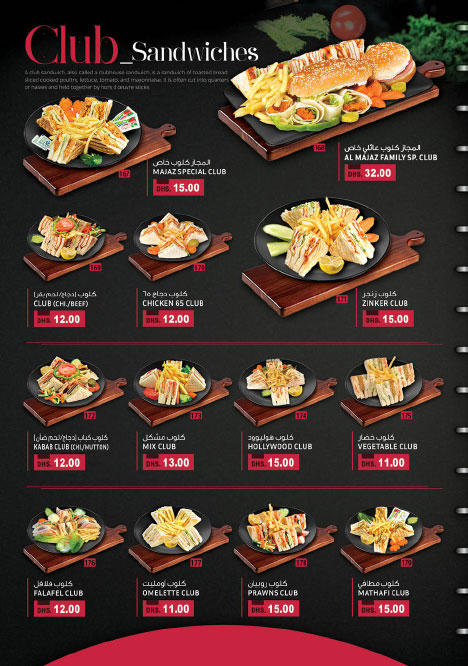 Club_Sandwiches
A club sandwich, also called a clubhouse sandwich, is a sandwich of toasted bread
sliced cooked poultry, lettuce, tomato, and mayonnaise. It is often cut into quarters
or halves and held together by hors d'œuvre sticks
167
168
المجاز كلوب خاص
MAJAZ SPECIAL CLUB
DHS. 15.00
المجاز كلوب عائلي خاص
AL MAJAZ FAMILY SP. CLUB
DHS. 32.00
169
170
171
كلوب (دجاج/لحم بقر)
CLUB (CHI./BEEF)
DHS. 12.00
كلوب دجاج ٦٥
CHICKEN 65 CLUB
DHS. 12.00
كلوب زنجر
ZINKER CLUB
DHS. 15.00
172
173
174
175
كلوب كباب (دجاج/لحم ضأن)
KABAB CLUB (CHI./MUTTON)
DHS. 12.00
كلوب مشكل
MIX CLUB
DHS. 13.00
كلوب هوليوود
HOLLYWOOD CLUB
DHS. 15.00
كلوب خضار
VEGETABLE CLUB
DHS. 11.00
176
177
178
179
كلوب فلافل
FALAFEL CLUB
DHS. 12.00
كلوب اومليت
OMELETTE CLUB
DHS. 11.00
كلوب روبيان
PRAWNS CLUB
DHS. 15.00
كلوب مطافي
MATHAFI CLUB
DHS. 15.00